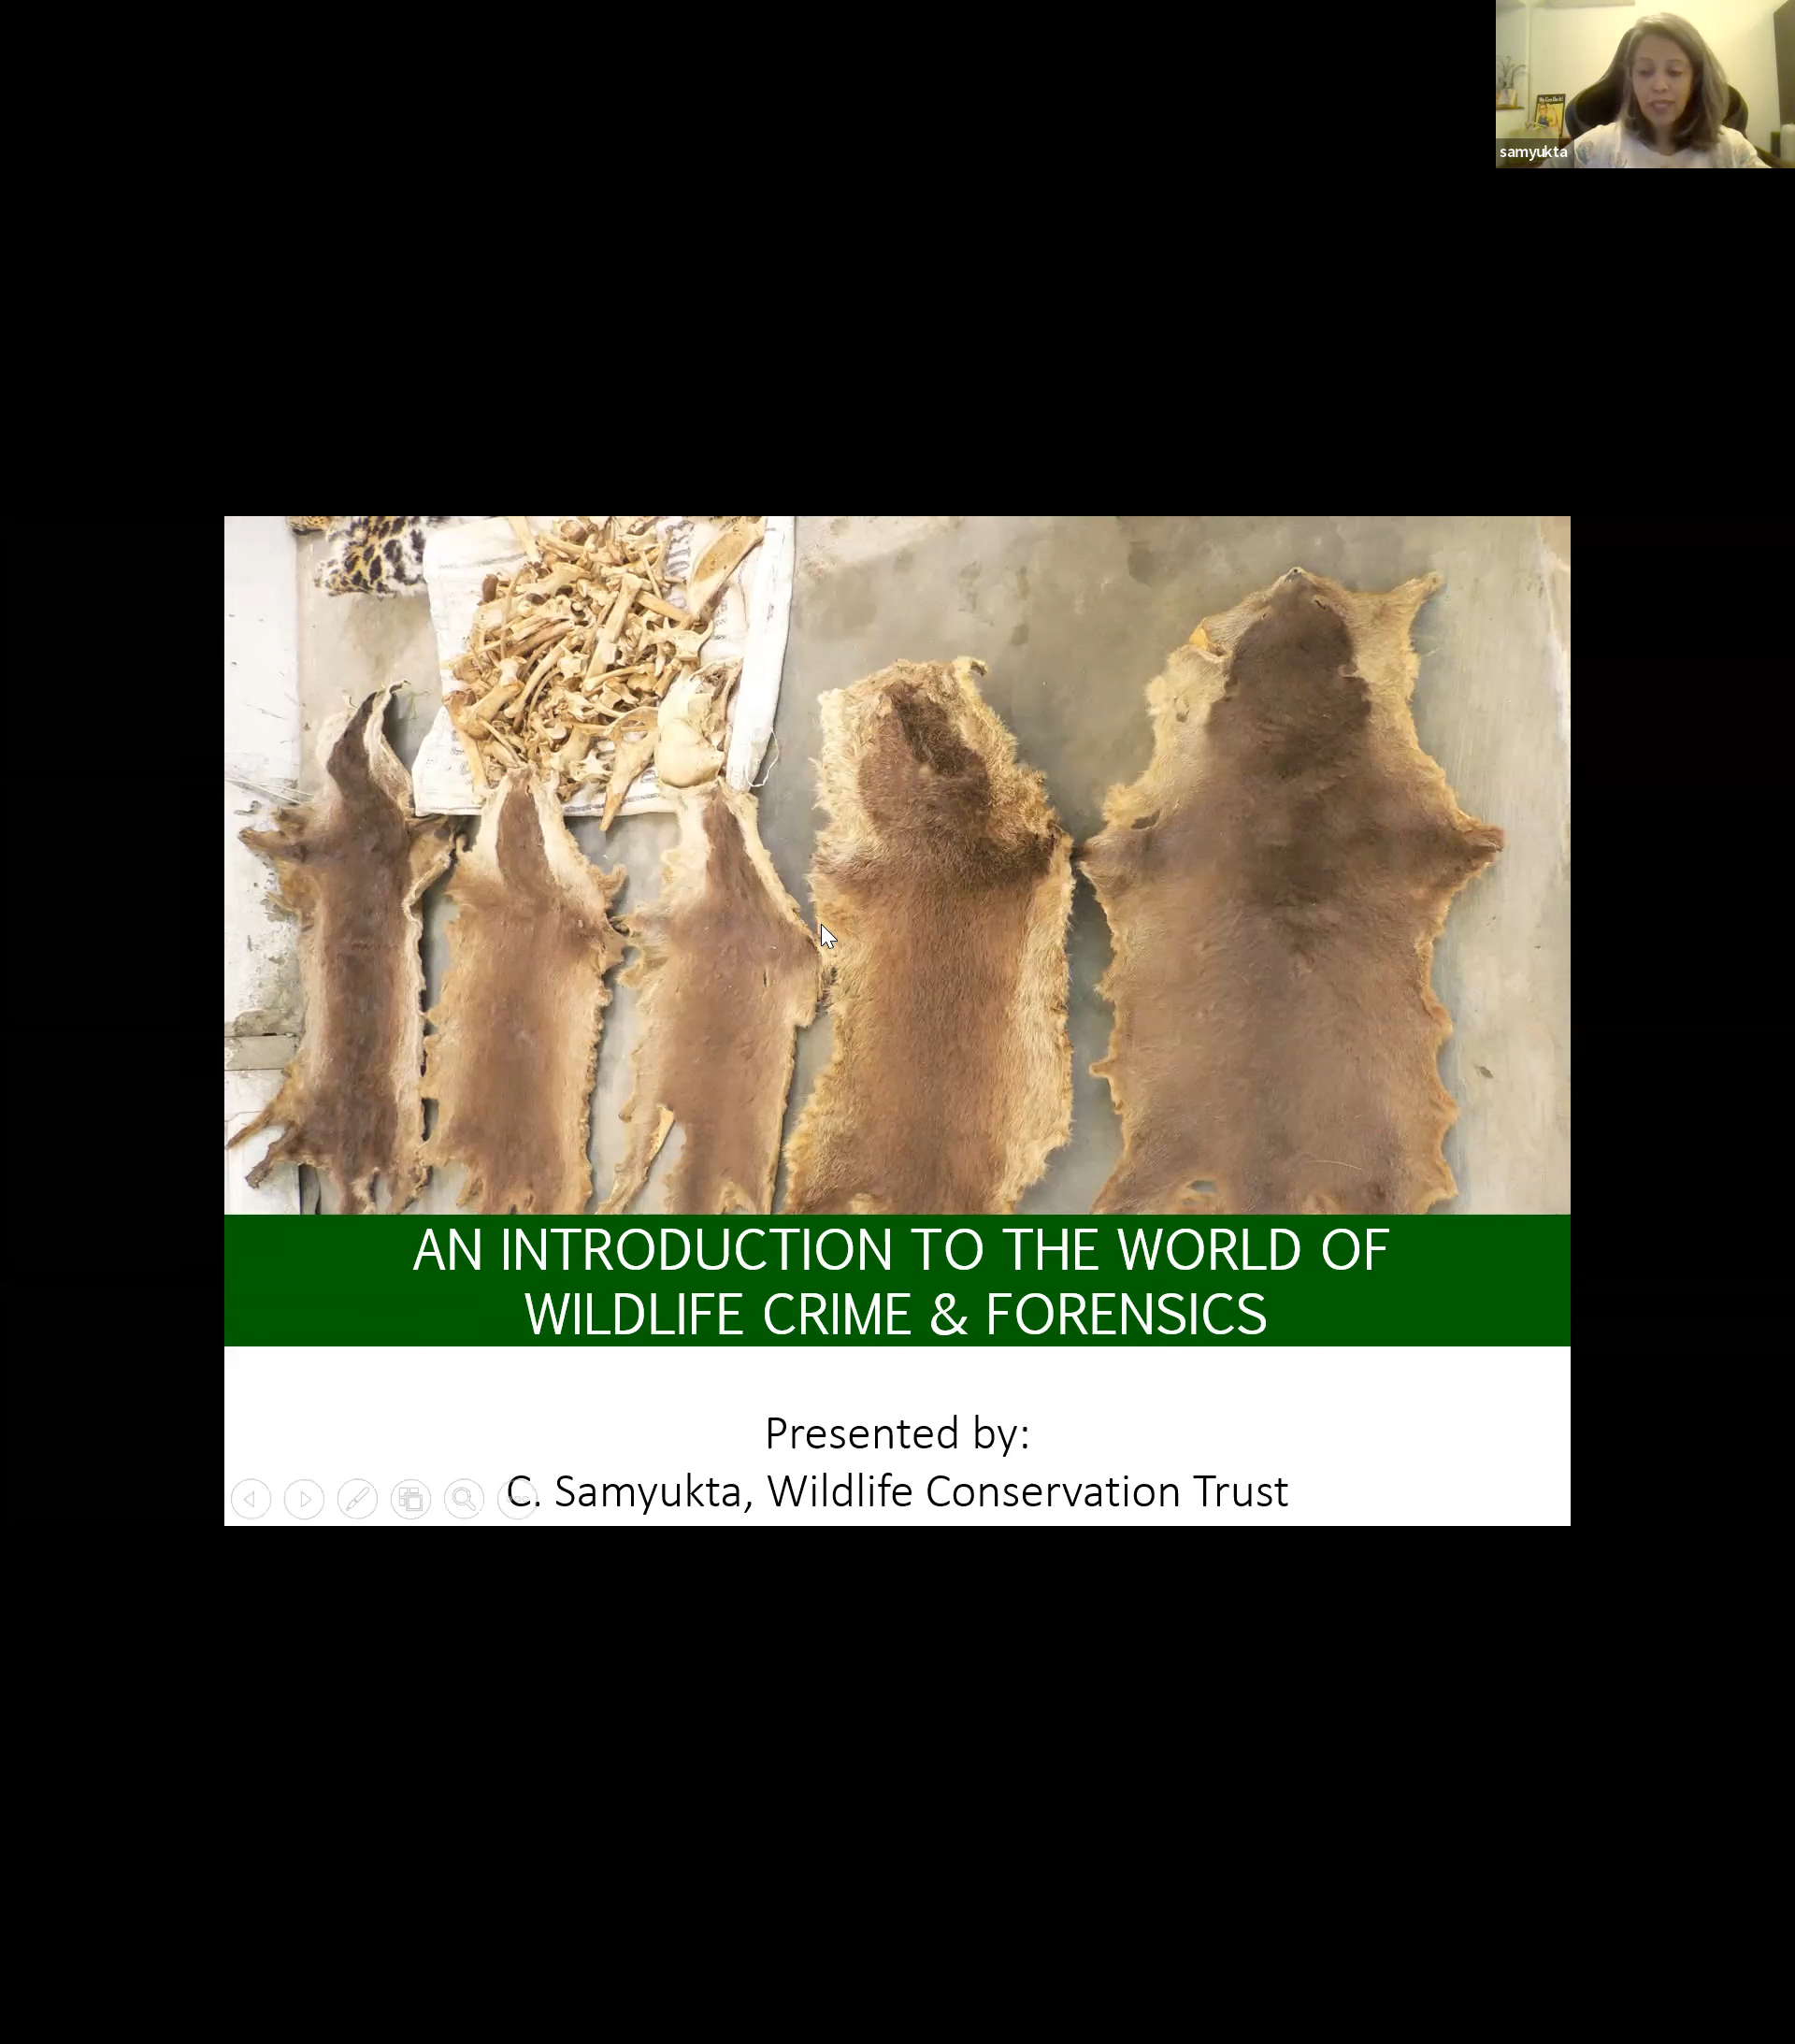 samyukta
AN INTRODUCTION TO THE WORLD OF
WILDLIFE CRIME & FORENSICS
Presented by:
C. Samyukta, Wildlife Conservation Trust